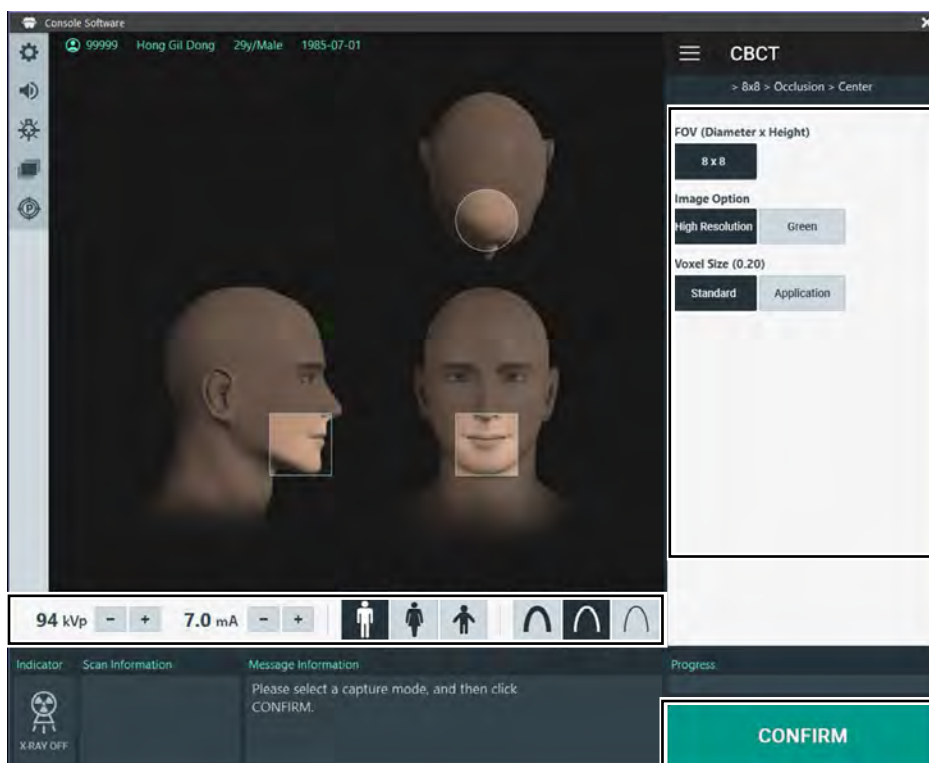 Console Software
99999 Hong Gil Dong 29y/Male 1985-07-01
CBCT
> 8x8 > Occlusion > Center
FOV (Diameter x Height)
8 x 8
Image Option
High Resolution Green
Voxel Size (0.20)
Standard Application
94 kVp - + 7.0 mA - +
Indicator Scan Information Message Information Progress
Please select a capture mode, and then click
CONFIRM.
X-RAY OFF
CONFIRM
P